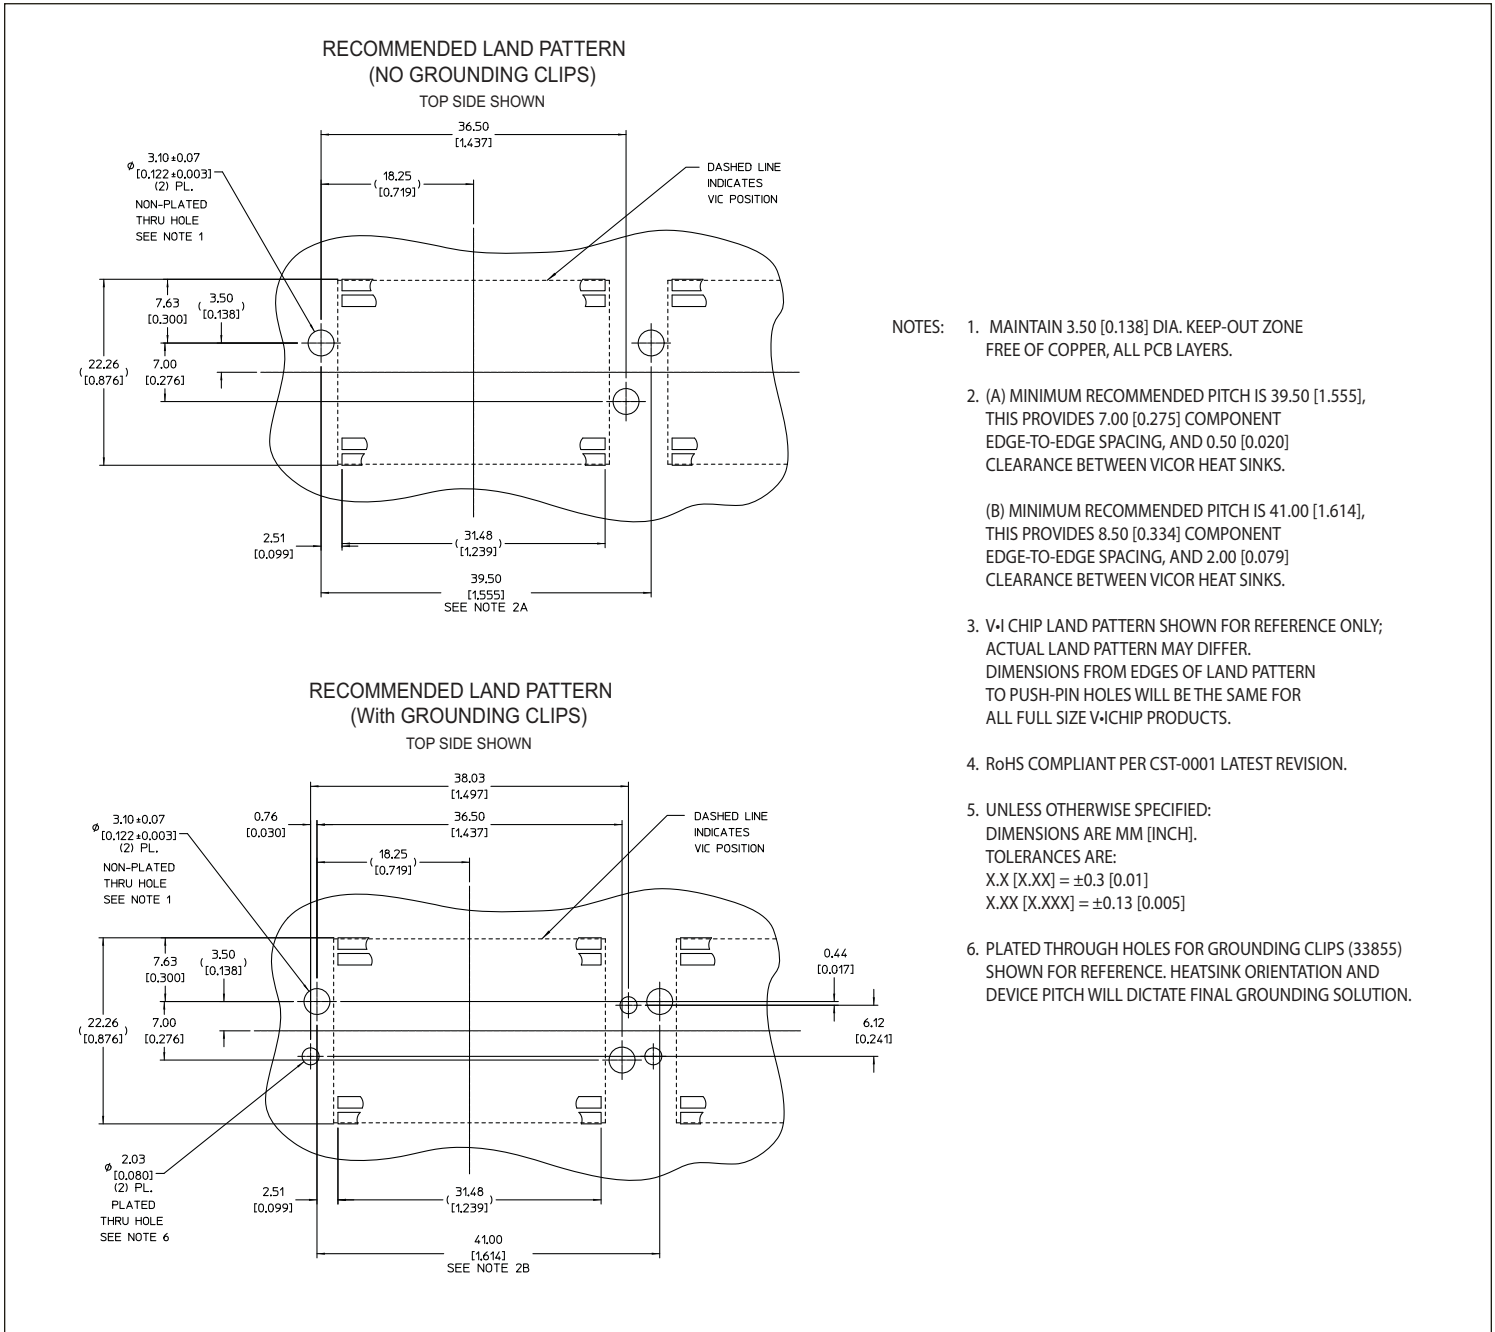 RECOMMENDED LAND PATTERN
(NO GROUNDING CLIPS)
TOP SIDE SHOWN
36.50
[1.437]
3.10±0.07
ø [0.122±0.003]
(2) PL.
NON-PLATED
THRU HOLE
SEE NOTE 1
( 18.25 )
[0.719]
DASHED LINE
INDICATES
VIC POSITION
7.63
[0.300]
( 3.50 )
[0.138]
( 22.26 )
[0.876]
7.00
[0.276]
2.51
[0.099]
( 31.48 )
[1.239]
39.50
[1.555]
SEE NOTE 2A
RECOMMENDED LAND PATTERN
(With GROUNDING CLIPS)
TOP SIDE SHOWN
38.03
[1.497]
3.10±0.07
ø [0.122±0.003]
(2) PL.
NON-PLATED
THRU HOLE
SEE NOTE 1
0.76
[0.030]
36.50
[1.437]
( 18.25 )
[0.719]
DASHED LINE
INDICATES
VIC POSITION
7.63
[0.300]
( 3.50 )
[0.138]
0.44
[0.017]
( 22.26 )
[0.876]
7.00
[0.276]
6.12
[0.241]
ø 2.03
[0.080]
(2) PL.
PLATED
THRU HOLE
SEE NOTE 6
2.51
[0.099]
( 31.48 )
[1.239]
41.00
[1.614]
SEE NOTE 2B
NOTES: 1. MAINTAIN 3.50 [0.138] DIA. KEEP-OUT ZONE
FREE OF COPPER, ALL PCB LAYERS.
2. (A) MINIMUM RECOMMENDED PITCH IS 39.50 [1.555],
THIS PROVIDES 7.00 [0.275] COMPONENT
EDGE-TO-EDGE SPACING, AND 0.50 [0.020]
CLEARANCE BETWEEN VICOR HEAT SINKS.
(B) MINIMUM RECOMMENDED PITCH IS 41.00 [1.614],
THIS PROVIDES 8.50 [0.334] COMPONENT
EDGE-TO-EDGE SPACING, AND 2.00 [0.079]
CLEARANCE BETWEEN VICOR HEAT SINKS.
3. V•I CHIP LAND PATTERN SHOWN FOR REFERENCE ONLY;
ACTUAL LAND PATTERN MAY DIFFER.
DIMENSIONS FROM EDGES OF LAND PATTERN
TO PUSH-PIN HOLES WILL BE THE SAME FOR
ALL FULL SIZE V•ICHIP PRODUCTS.
4. RoHS COMPLIANT PER CST-0001 LATEST REVISION.
5. UNLESS OTHERWISE SPECIFIED:
DIMENSIONS ARE MM [INCH].
TOLERANCES ARE:
X.X [X.XX] = ±0.3 [0.01]
X.XX [X.XXX] = ±0.13 [0.005]
6. PLATED THROUGH HOLES FOR GROUNDING CLIPS (33855)
SHOWN FOR REFERENCE. HEATSINK ORIENTATION AND
DEVICE PITCH WILL DICTATE FINAL GROUNDING SOLUTION.